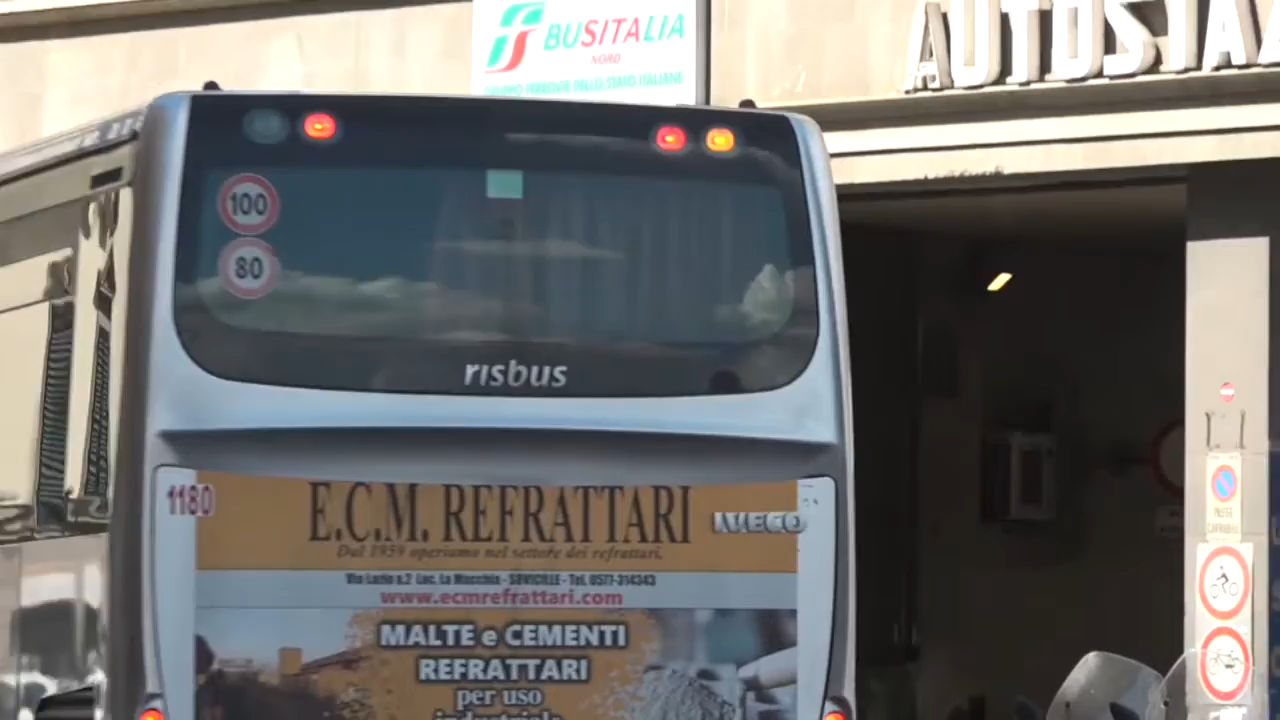 BUSITALIA
NORD
GRUPPO FERROVIE DELLO STATO ITALIANE
AUTOSTA
100
80
risbus
1180
E.C.M. REFRATTARI
IVECO
Dal 1959 operiamo nel settore dei refrattari.
Via Lazio n.2 Loc. La Macchia - SOVICILLE - Tel. 0577-314343
www.ecmrefrattari.com
MALTE e CEMENTI
REFRATTARI
per uso
industriale